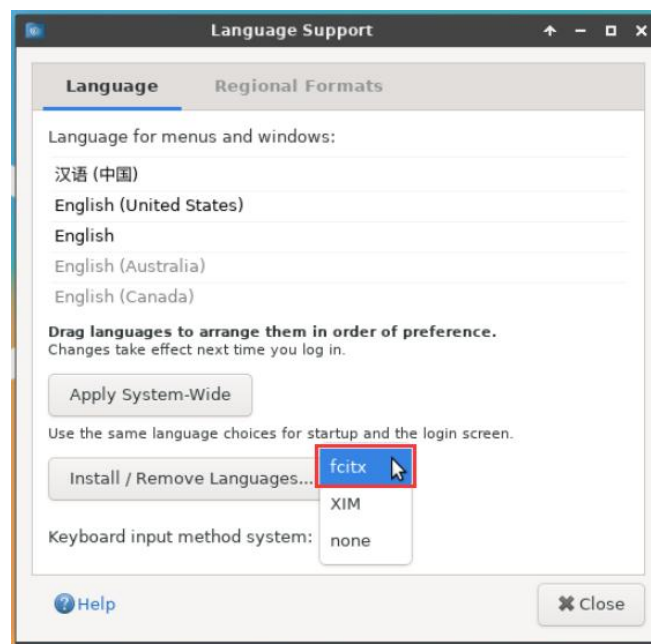 Language Support
Language Regional Formats
Language for menus and windows:
汉语 (中国)
English (United States)
English
English (Australia)
English (Canada)
Drag languages to arrange them in order of preference.
Changes take effect next time you log in.
Apply System-Wide
Use the same language choices for startup and the login screen.
Install / Remove Languages...
fcitx
XIM
Keyboard input method system:
none
Help
Close